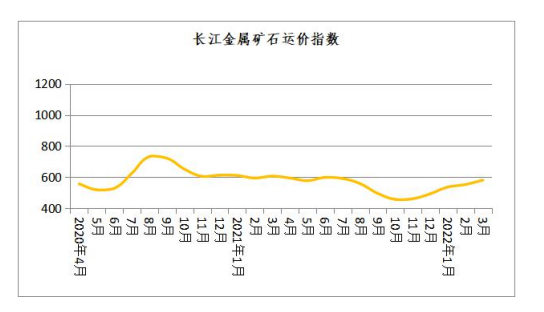 长江金属矿石运价指数
1200
1000
800
600
400
2020年4月
5月
6月
7月
8月
9月
10月
11月
12月
2021年1月
2月
3月
4月
5月
6月
7月
8月
9月
10月
11月
12月
2022年1月
2月
3月